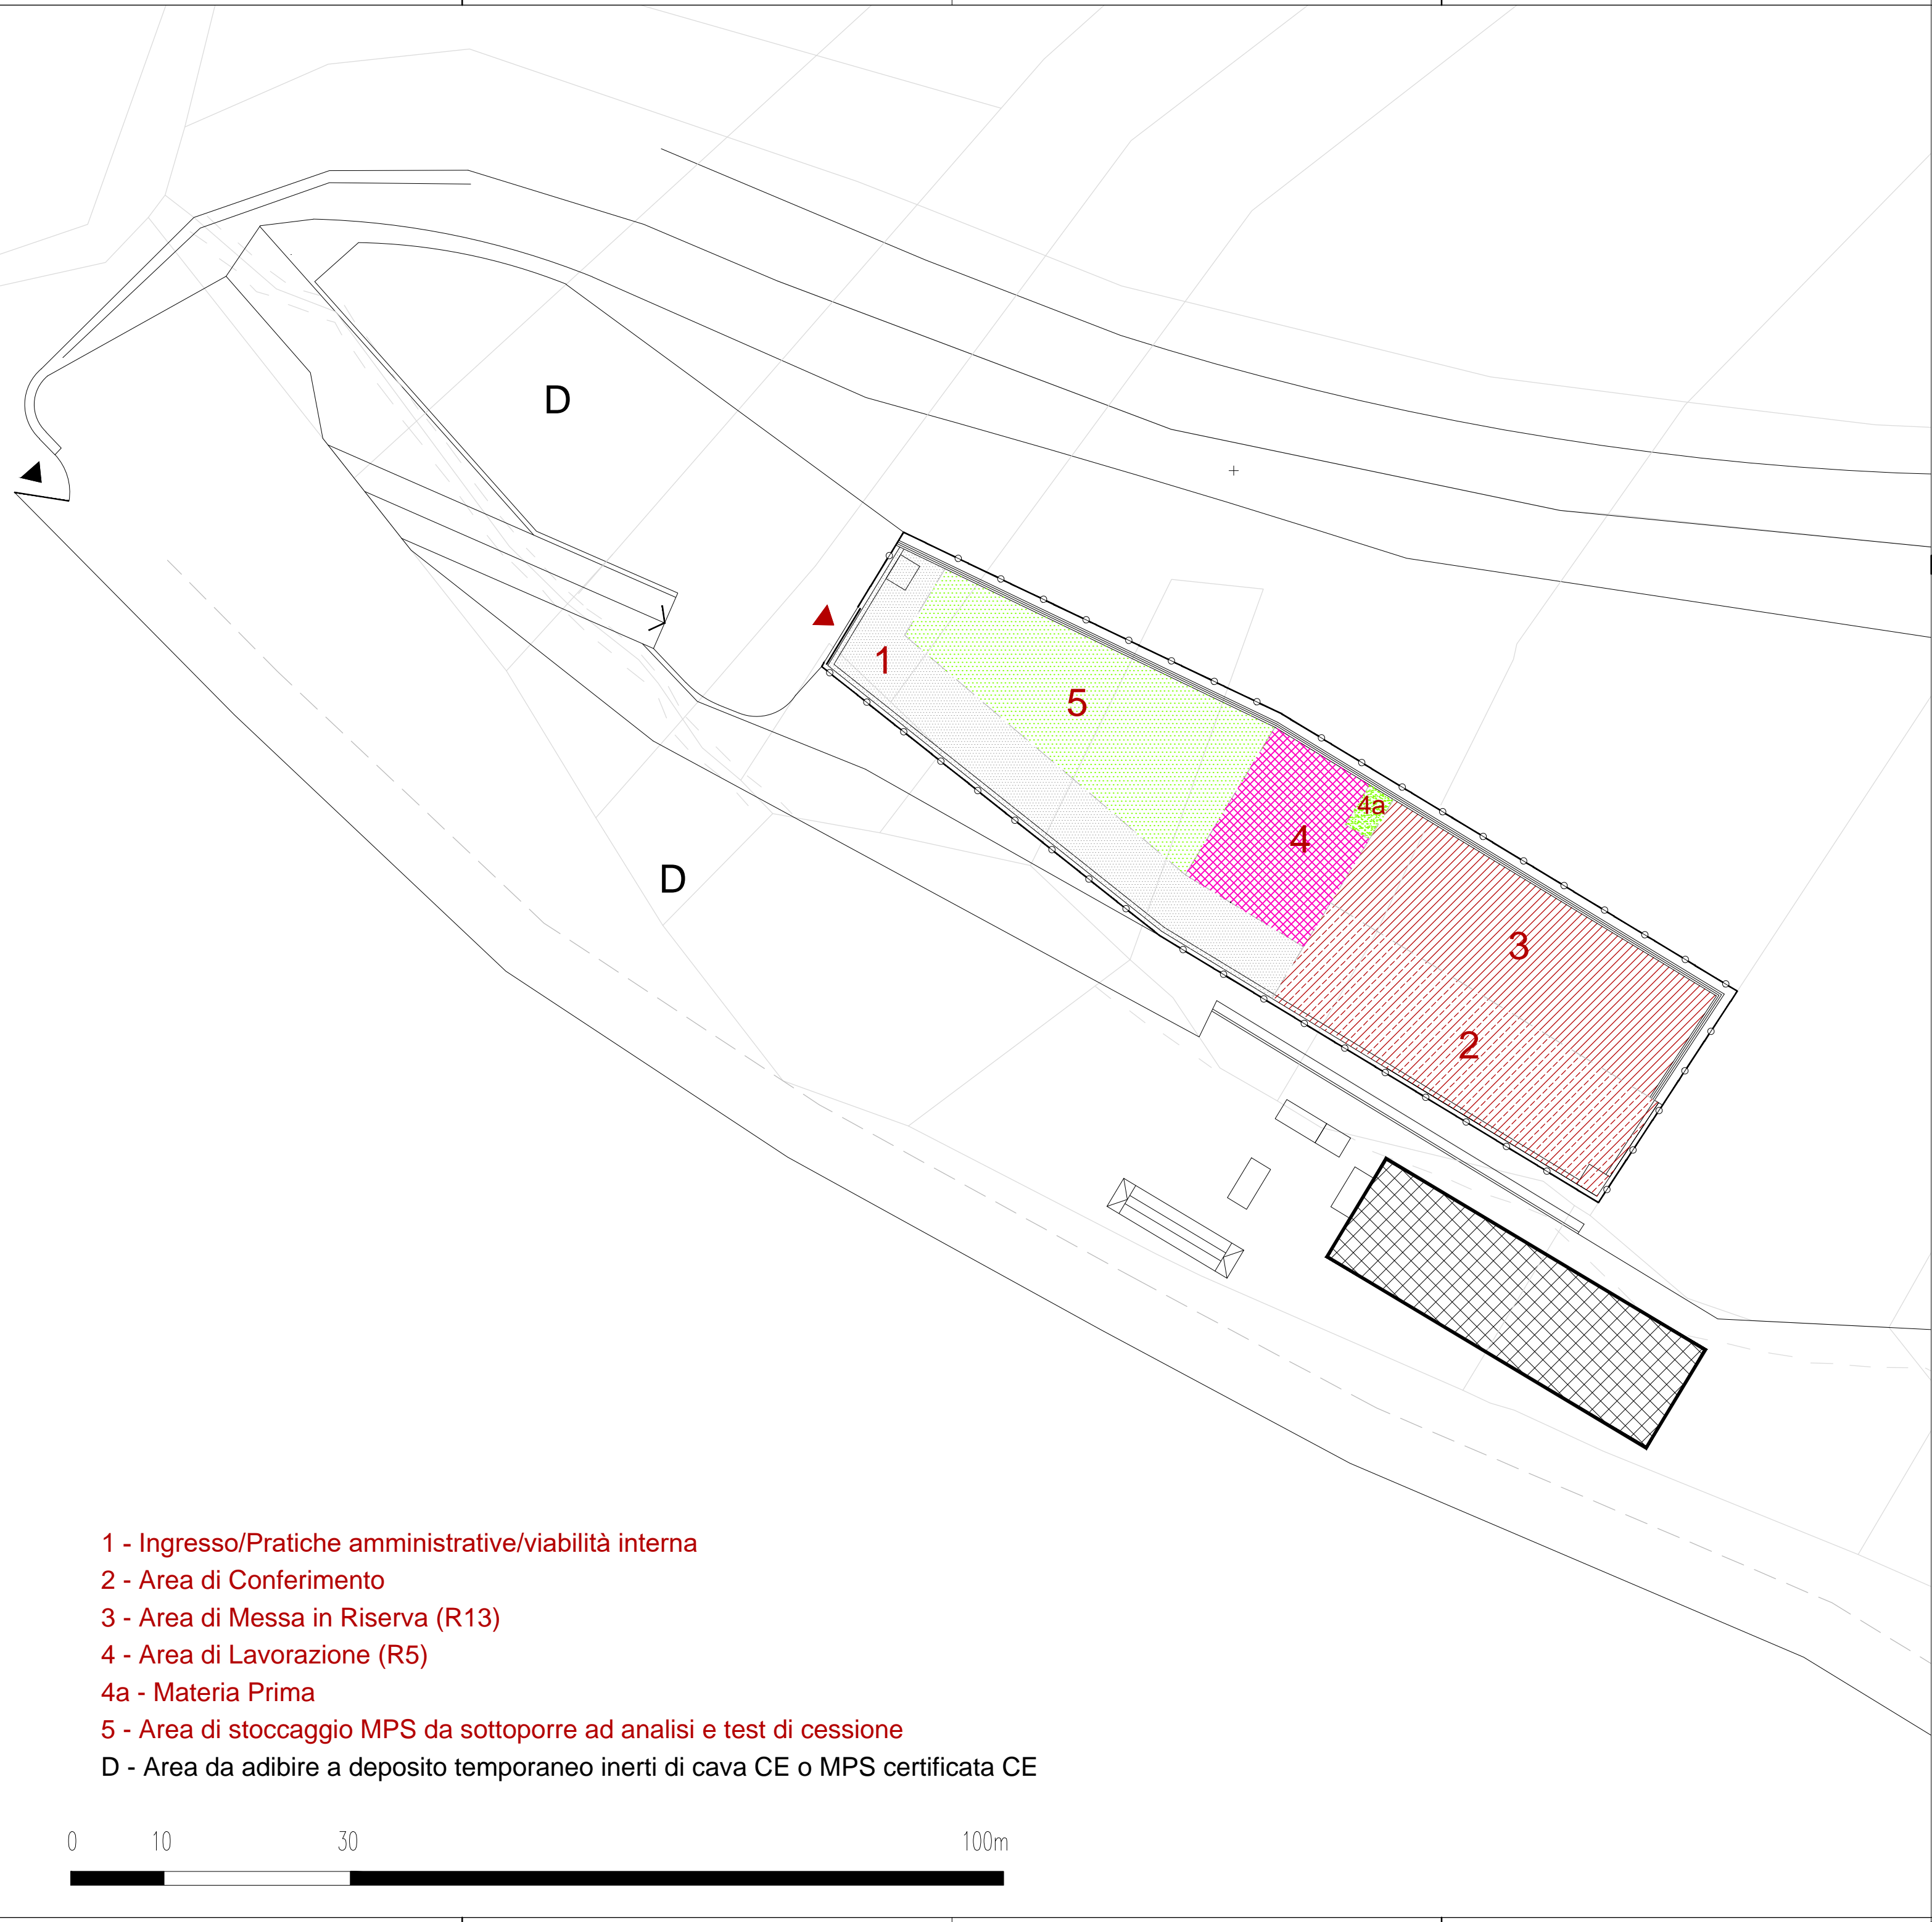 D
1
5
4a
4
D
3
2
1 - Ingresso/Pratiche amministrative/viabilità interna
2 - Area di Conferimento
3 - Area di Messa in Riserva (R13)
4 - Area di Lavorazione (R5)
4a - Materia Prima
5 - Area di stoccaggio MPS da sottoporre ad analisi e test di cessione
D - Area da adibire a deposito temporaneo inerti di cava CE o MPS certificata CE
0 10 30 100m